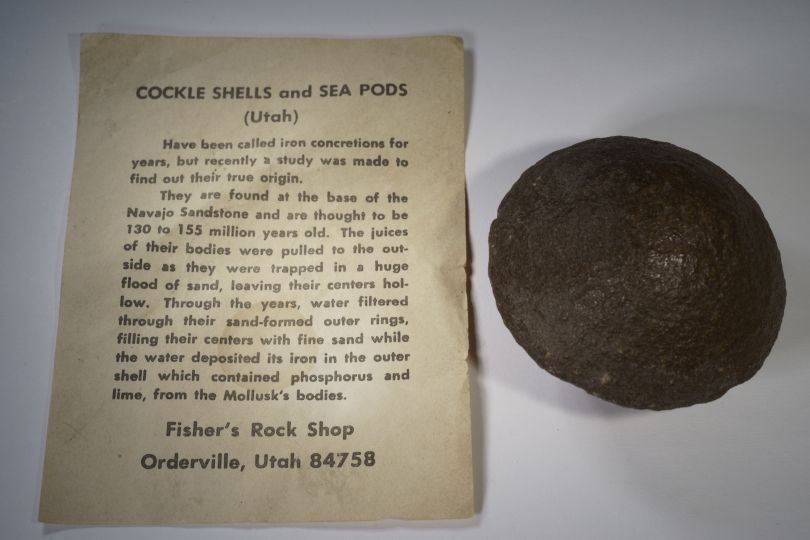 COCKLE SHELLS and SEA PODS
(Utah)
Have been called iron concretions for
years, but recently a study was made to
find out their true origin.
They are found at the base of the
Navajo Sandstone and are thought to be
130 to 155 million years old. The juices
of their bodies were pulled to the out-
side as they were trapped in a huge
flood of sand, leaving their centers hol-
low. Through the years, water filtered
through their sand-formed outer rings,
filling their centers with fine sand while
the water deposited its iron in the outer
shell which contained phosphorus and
lime, from the Mollusk's bodies.
Fisher's Rock Shop
Orderville, Utah 84758